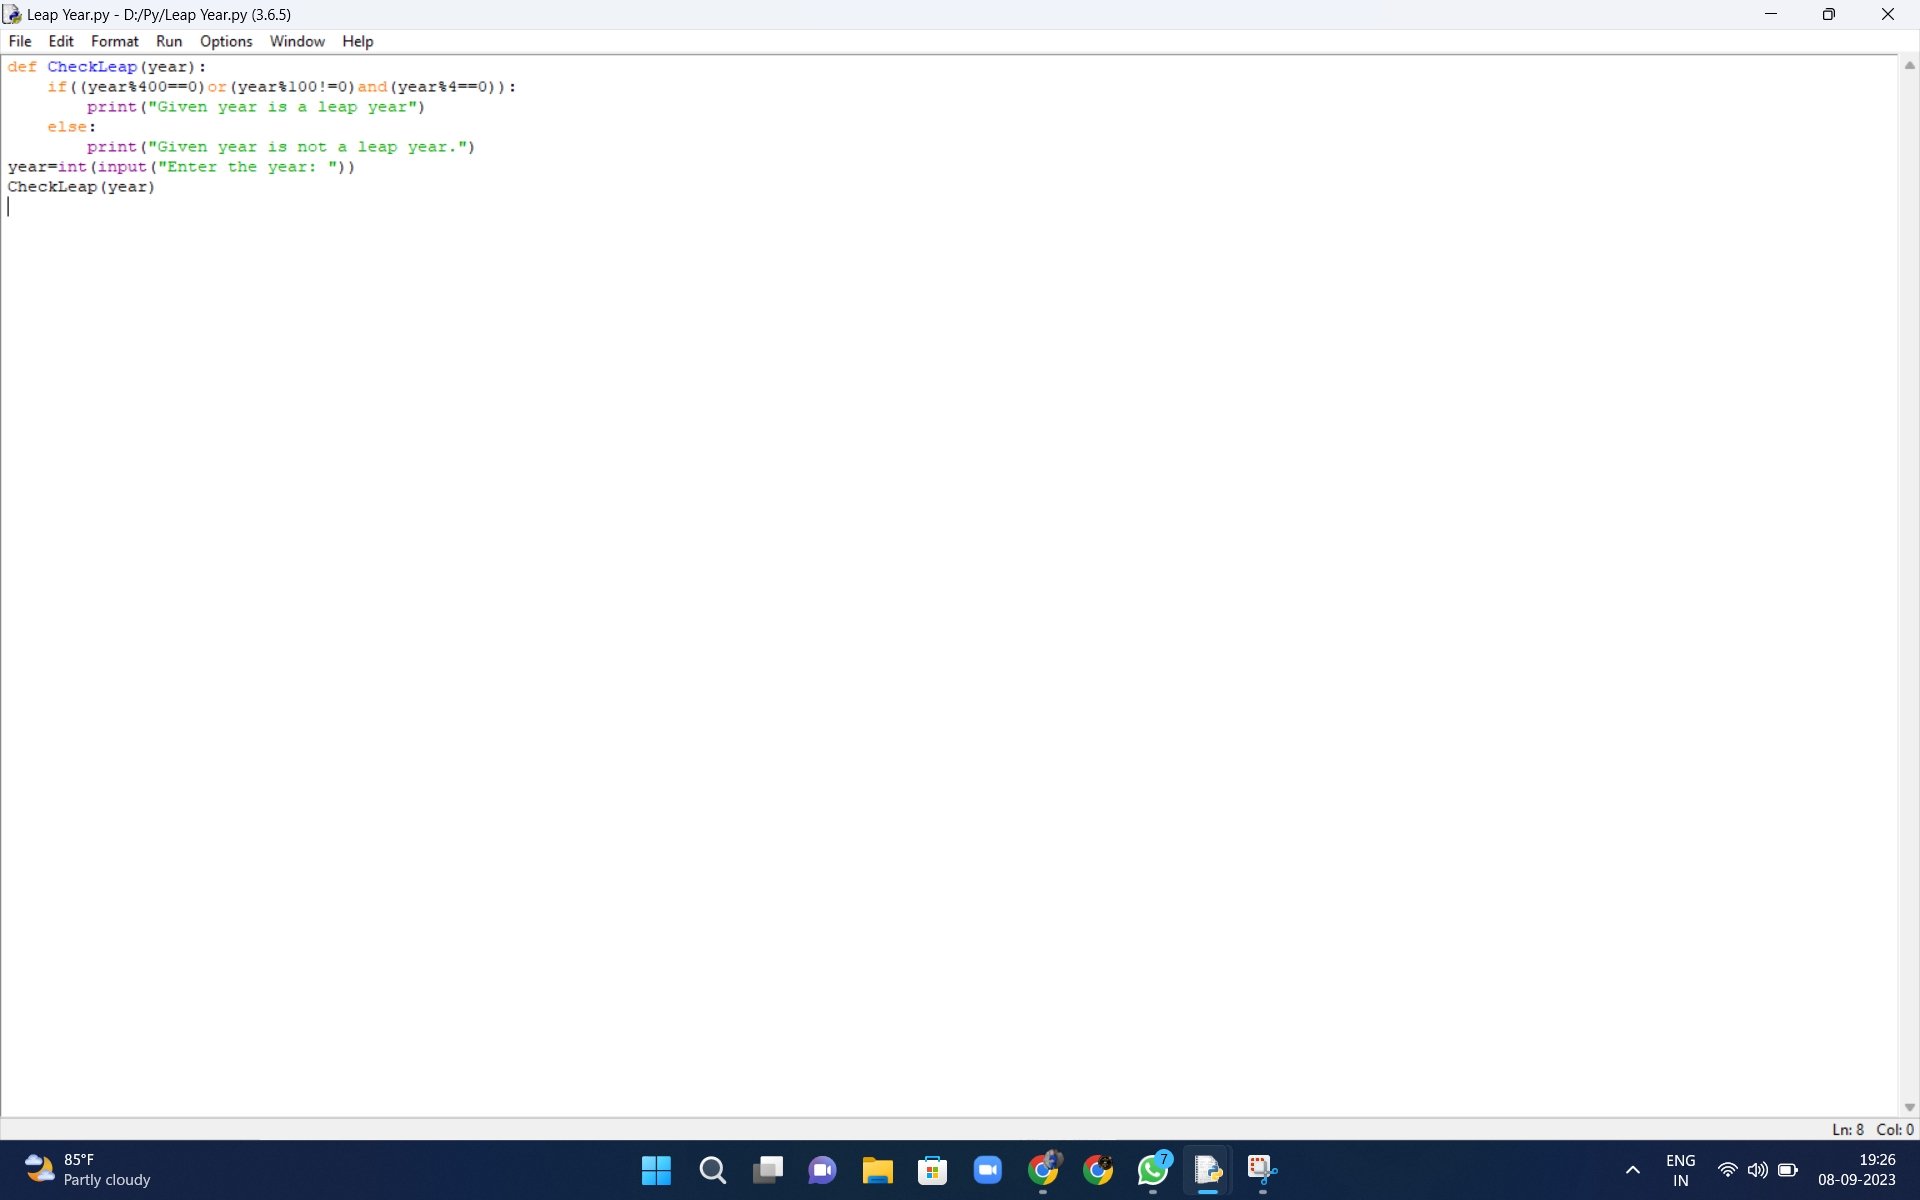 Leap Year.py - D:/Py/Leap Year.py (3.6.5)
File Edit Format Run Options Window Help
def CheckLeap(year):
    if((year%400==0)or(year%100!=0)and(year%4==0)):
        print("Given year is a leap year")
    else:
        print("Given year is not a leap year.")
year=int(input("Enter the year: "))
CheckLeap(year)
Ln: 8 Col: 0
85°F
Partly cloudy
7
ENG
IN
19:26
08-09-2023